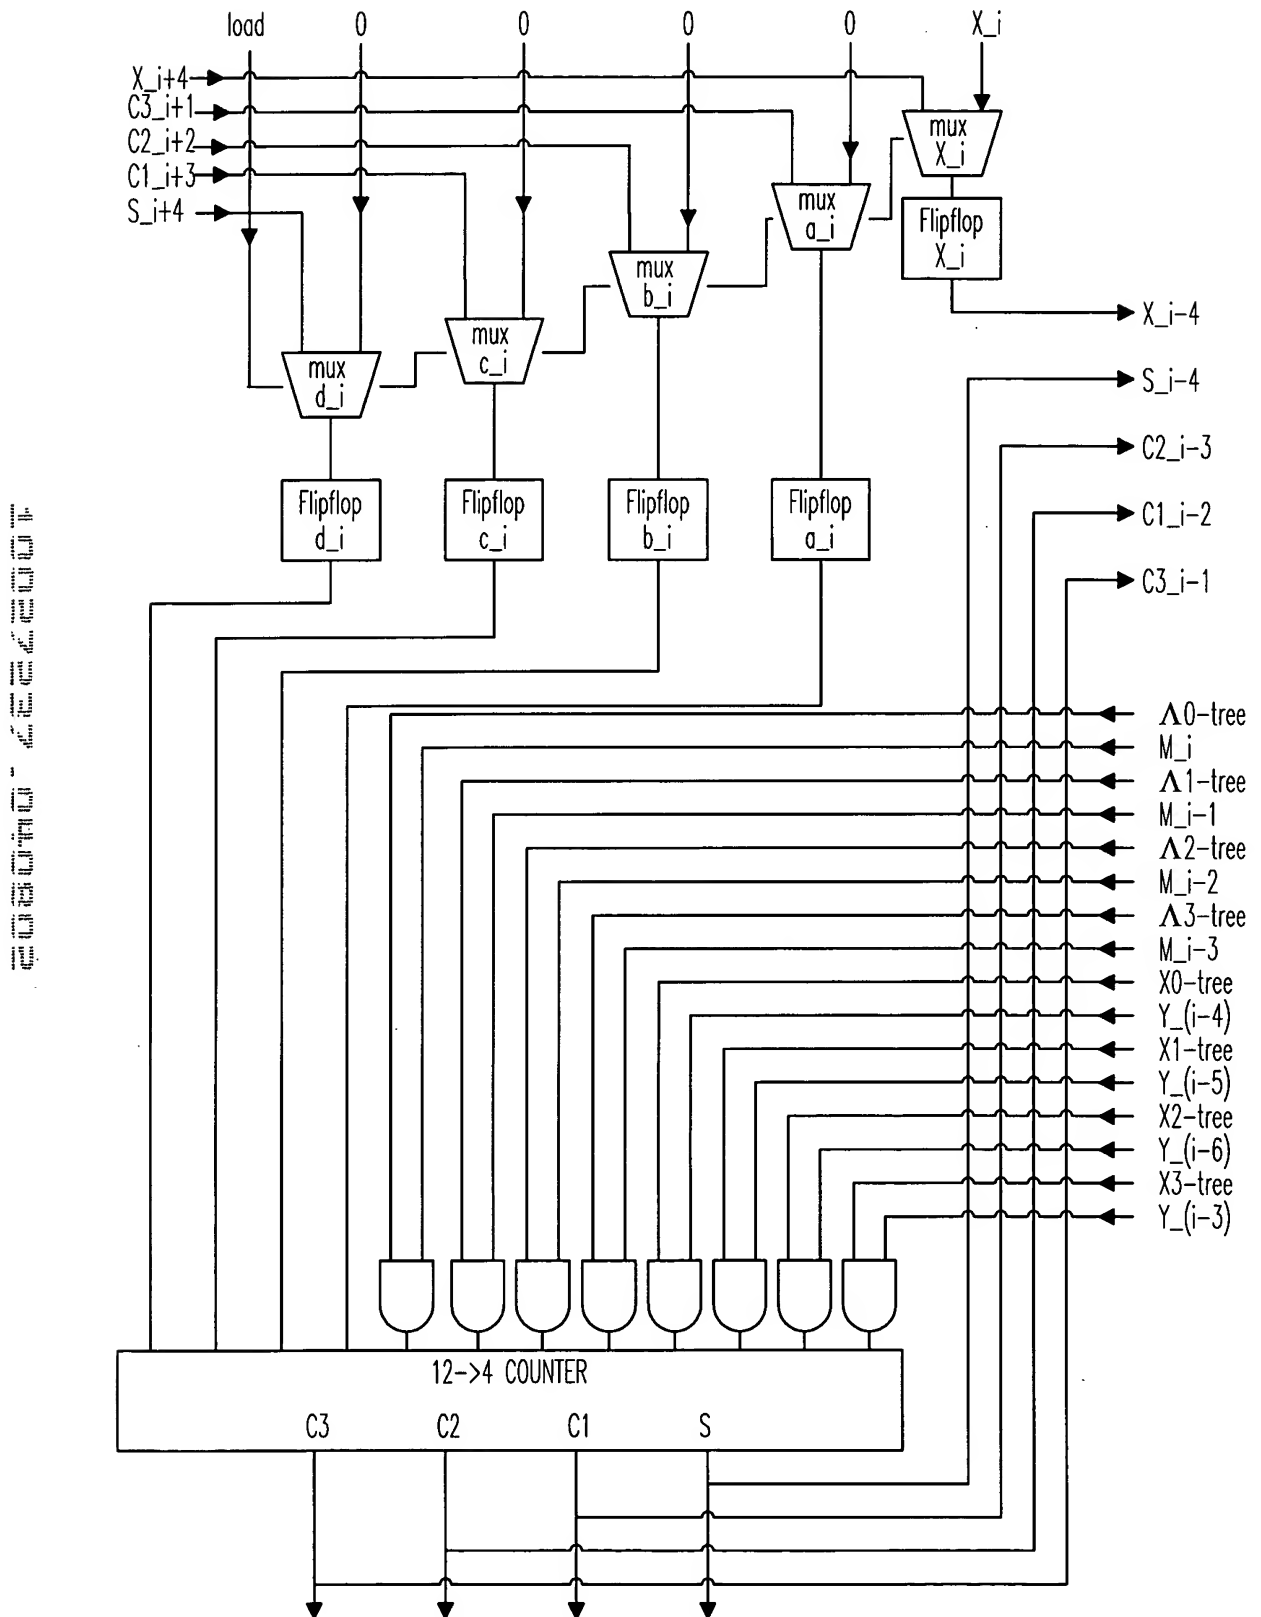 load 0 0 0 0 X_i
X_i+4
C3_i+1
C2_i+2
C1_i+3
S_i+4
mux
X_i
mux
a_i
mux
b_i
mux
c_i
mux
d_i
Flipflop
X_i
X_i-4
S_i-4
C2_i-3
C1_i-2
C3_i-1
Flipflop
d_i
Flipflop
c_i
Flipflop
b_i
Flipflop
a_i
Λ0-tree
M_i
Λ1-tree
M_i-1
Λ2-tree
M_i-2
Λ3-tree
M_i-3
X0-tree
Y_(i-4)
X1-tree
Y_(i-5)
X2-tree
Y_(i-6)
X3-tree
Y_(i-3)
12->4 COUNTER
C3 C2 C1 S